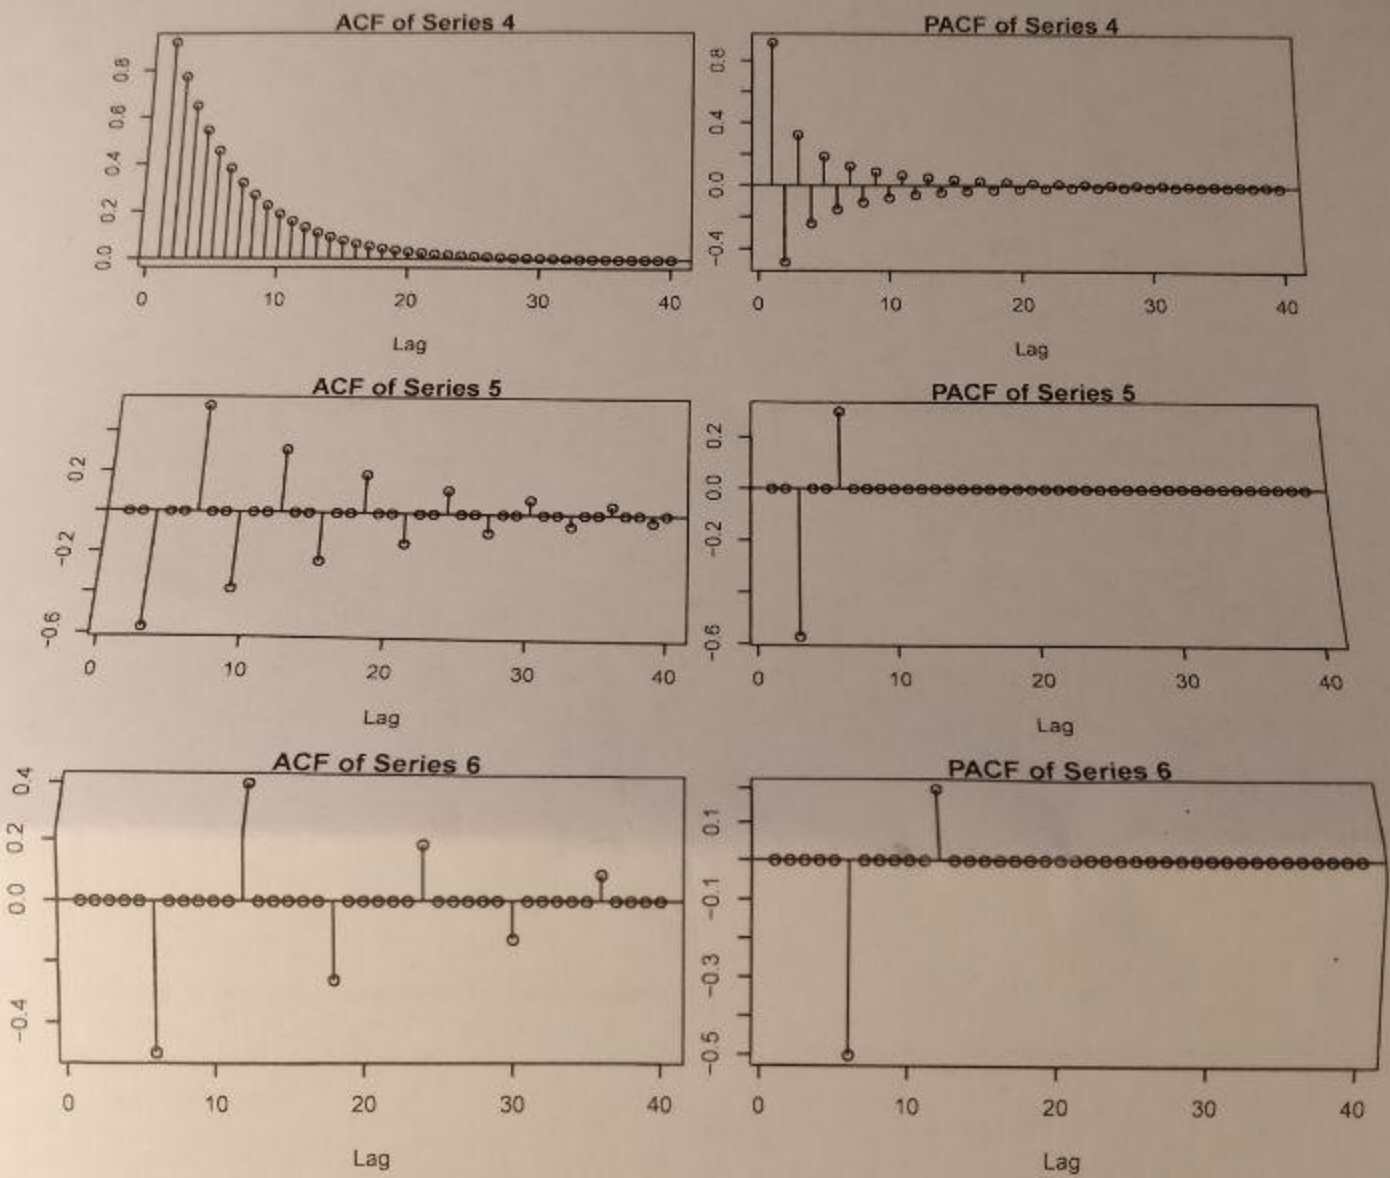 ACF of Series 4
0.0 0.2 0.4 0.6 0.8
0 10 20 30 40
Lag
PACF of Series 4
-0.4 0.0 0.4 0.8
0 10 20 30 40
Lag
ACF of Series 5
-0.6 -0.2 0.2
0 10 20 30 40
Lag
PACF of Series 5
-0.6 -0.2 0.0 0.2
0 10 20 30 40
Lag
ACF of Series 6
-0.4 0.0 0.2 0.4
0 10 20 30 40
Lag
PACF of Series 6
-0.5 -0.3 -0.1 0.1
0 10 20 30 40
Lag